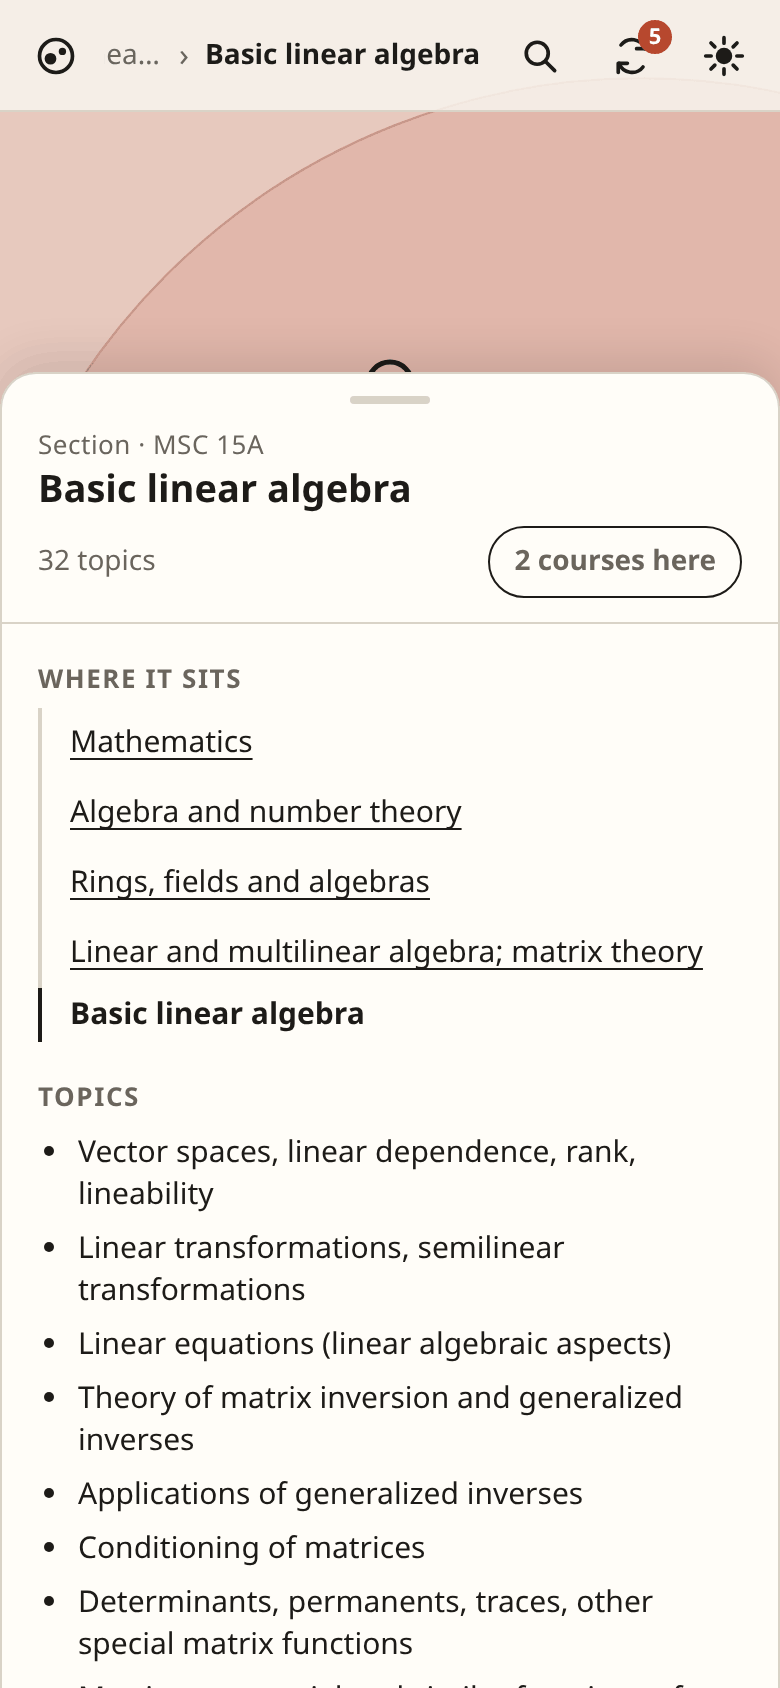 ea... › Basic linear algebra
5
Section · MSC 15A
Basic linear algebra
32 topics
2 courses here
WHERE IT SITS
Mathematics
Algebra and number theory
Rings, fields and algebras
Linear and multilinear algebra; matrix theory
Basic linear algebra
TOPICS
• Vector spaces, linear dependence, rank,
lineability
• Linear transformations, semilinear
transformations
• Linear equations (linear algebraic aspects)
• Theory of matrix inversion and generalized
inverses
• Applications of generalized inverses
• Conditioning of matrices
• Determinants, permanents, traces, other
special matrix functions